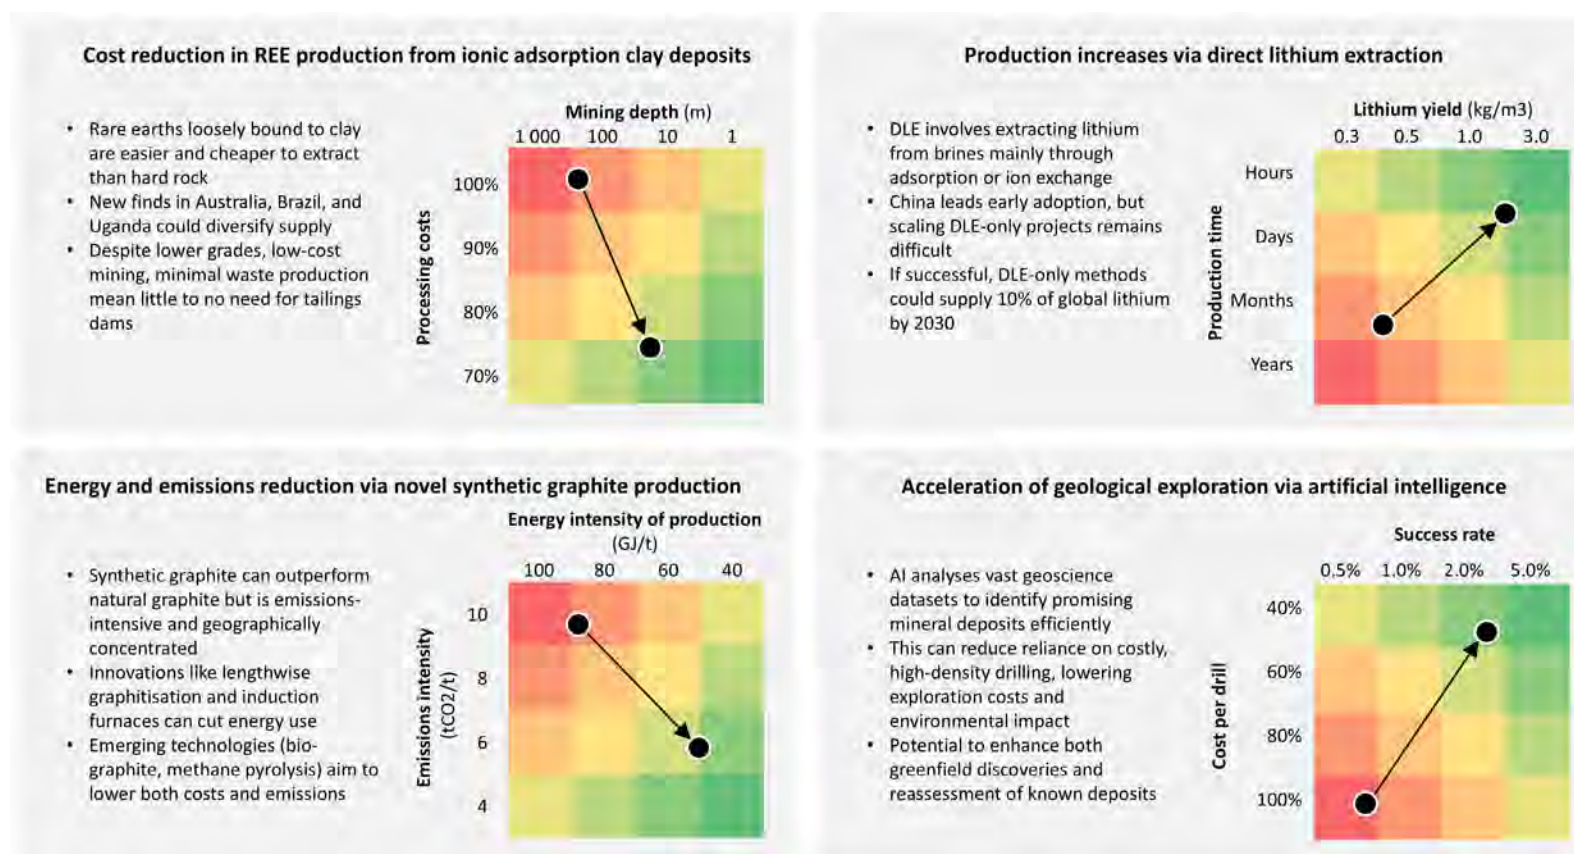 Cost reduction in REE production from ionic adsorption clay deposits
• Rare earths loosely bound to clay
are easier and cheaper to extract
than hard rock
• New finds in Australia, Brazil, and
Uganda could diversify supply
• Despite lower grades, low-cost
mining, minimal waste production
mean little to no need for tailings
dams
Mining depth (m)
1 000 100 10 1
Processing costs
100%
90%
80%
70%
Production increases via direct lithium extraction
• DLE involves extracting lithium
from brines mainly through
adsorption or ion exchange
• China leads early adoption, but
scaling DLE-only projects remains
difficult
• If successful, DLE-only methods
could supply 10% of global lithium
by 2030
Lithium yield (kg/m3)
0.3 0.5 1.0 3.0
Production time
Hours
Days
Months
Years
Energy and emissions reduction via novel synthetic graphite production
• Synthetic graphite can outperform
natural graphite but is emissions-
intensive and geographically
concentrated
• Innovations like lengthwise
graphitisation and induction
furnaces can cut energy use
• Emerging technologies (bio-
graphite, methane pyrolysis) aim to
lower both costs and emissions
Energy intensity of production
(GJ/t)
100 80 60 40
Emissions intensity
(tCO2/t)
10
8
6
4
Acceleration of geological exploration via artificial intelligence
• AI analyses vast geoscience
datasets to identify promising
mineral deposits efficiently
• This can reduce reliance on costly,
high-density drilling, lowering
exploration costs and
environmental impact
• Potential to enhance both
greenfield discoveries and
reassessment of known deposits
Success rate
0.5% 1.0% 2.0% 5.0%
Cost per drill
40%
60%
80%
100%